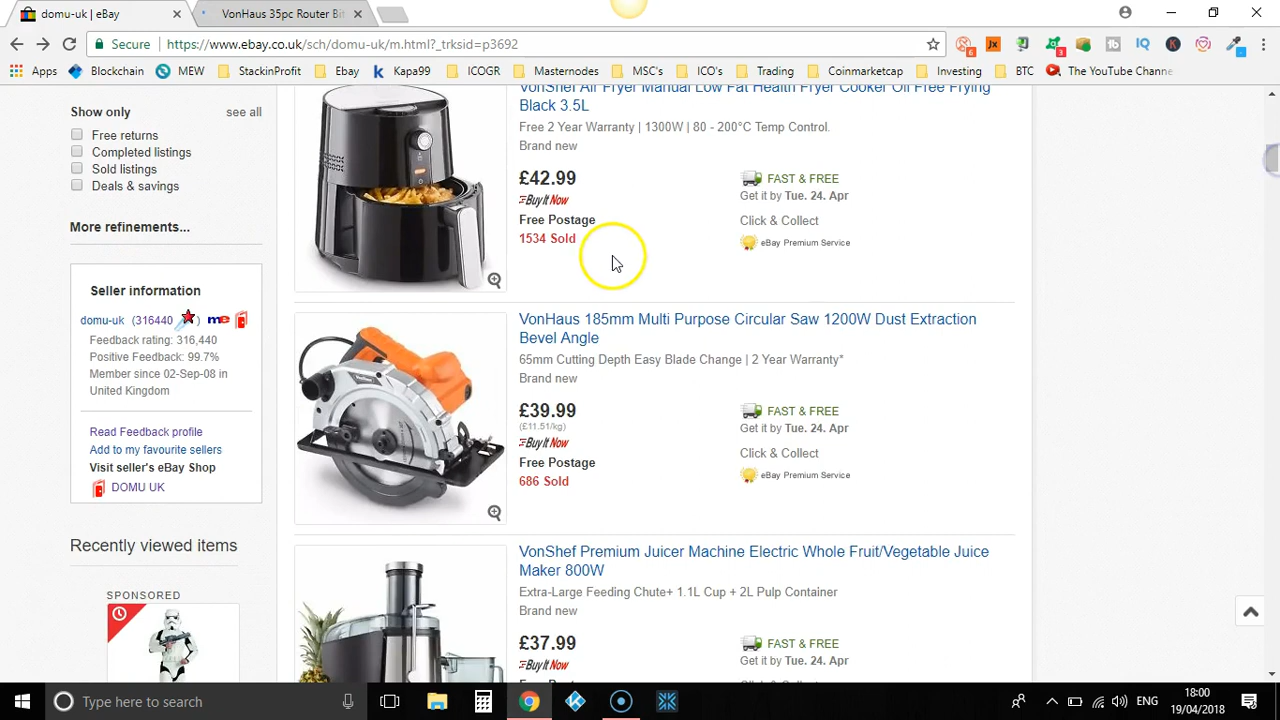 domu-uk | eBay
VonHaus 35pc Router Bit
Secure
https://www.ebay.co.uk/sch/domu-uk/m.html?_trksid=p3692
Apps
Blockchain
MEW
StackinProfit
Ebay
Kapa99
ICOGR
Masternodes
MSC's
ICO's
Trading
Coinmarketcap
Investing
BTC
The YouTube Channe
Show only
see all
Free returns
Completed listings
Sold listings
Deals & savings
More refinements...
Seller information
domu-uk (316440 )
me
Feedback rating: 316,440
Positive Feedback: 99.7%
Member since 02-Sep-08 in
United Kingdom
Read Feedback profile
Add to my favourite sellers
Visit seller's eBay Shop
DOMU UK
Recently viewed items
SPONSORED
VonShef Air Fryer Manual Low Fat Health Fryer Cooker Oil Free Frying
Black 3.5L
Free 2 Year Warranty | 1300W | 80 - 200°C Temp Control.
Brand new
£42.99
Buy It Now
Free Postage
1534 Sold
FAST & FREE
Get it by Tue. 24. Apr
Click & Collect
eBay Premium Service
VonHaus 185mm Multi Purpose Circular Saw 1200W Dust Extraction
Bevel Angle
65mm Cutting Depth Easy Blade Change | 2 Year Warranty*
Brand new
£39.99
(£11.51/kg)
Buy It Now
Free Postage
686 Sold
FAST & FREE
Get it by Tue. 24. Apr
Click & Collect
eBay Premium Service
VonShef Premium Juicer Machine Electric Whole Fruit/Vegetable Juice
Maker 800W
Extra-Large Feeding Chute+ 1.1L Cup + 2L Pulp Container
Brand new
£37.99
Buy It Now
FAST & FREE
Get it by Tue. 24. Apr
Type here to search
ENG
18:00
19/04/2018